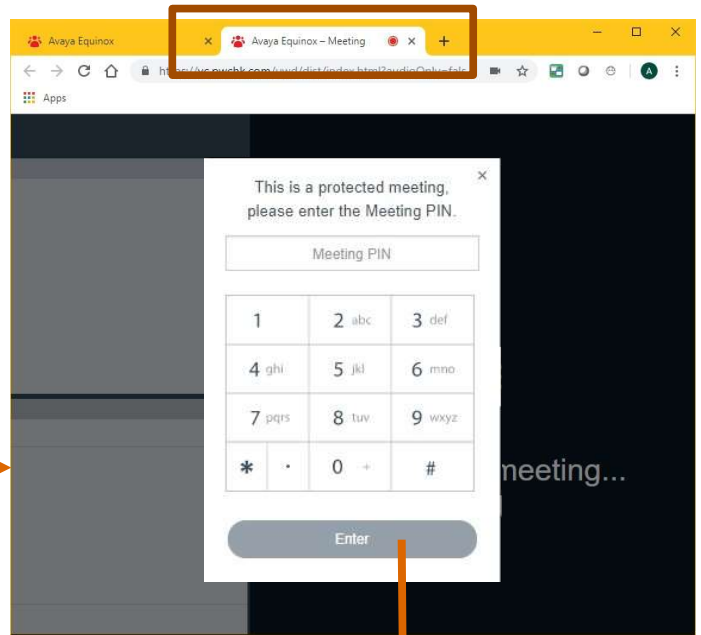 Avaya Equinox
Avaya Equinox – Meeting
A
Apps
This is a protected meeting,
please enter the Meeting PIN.
Meeting PIN
1 2 abc 3 def
4 ghi 5 jkl 6 mno
7 pqrs 8 tuv 9 wxyz
* · 0 + #
meeting...
Enter